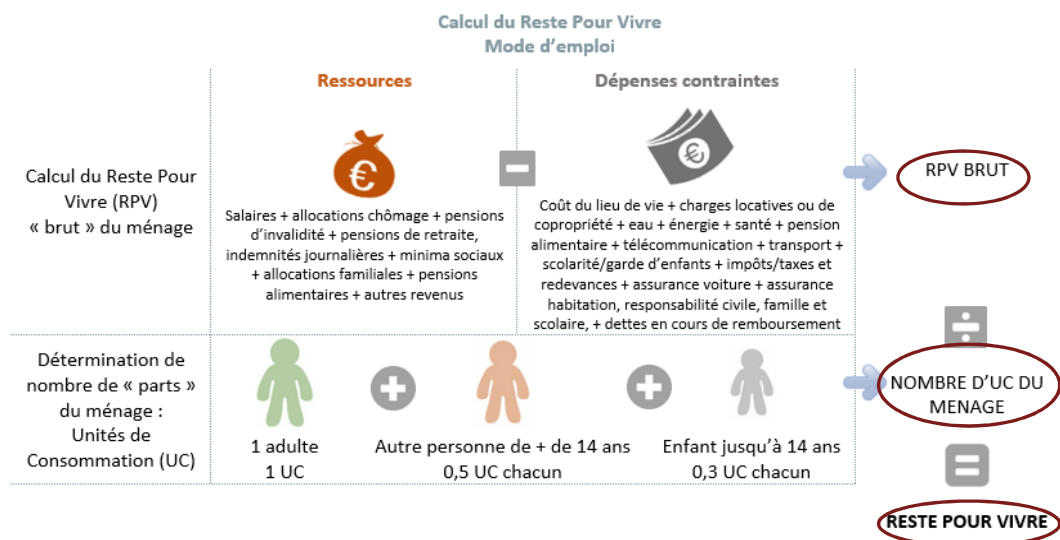 Calcul du Reste Pour Vivre
Mode d'emploi
Ressources
Dépenses contraintes
Calcul du Reste Pour
Vivre (RPV)
« brut » du ménage
€
Salaires + allocations chômage + pensions
d'invalidité + pensions de retraite,
indemnités journalières + minima sociaux
+ allocations familiales + pensions
alimentaires + autres revenus
€
Coût du lieu de vie + charges locatives ou de
copropriété + eau + énergie + santé + pension
alimentaire + télécommunication + transport +
scolarité/garde d'enfants + impôts/taxes et
redevances + assurance voiture + assurance
habitation, responsabilité civile, famille et
scolaire, + dettes en cours de remboursement
RPV BRUT
Détermination de
nombre de « parts »
du ménage :
Unités de
Consommation (UC)
1 adulte
1 UC
Autre personne de + de 14 ans
0,5 UC chacun
Enfant jusqu'à 14 ans
0,3 UC chacun
NOMBRE D'UC DU
MENAGE
RESTE POUR VIVRE